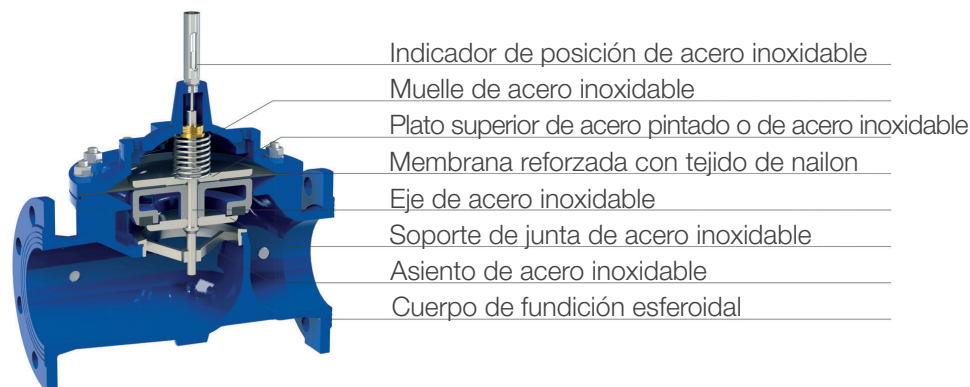 Indicador de posición de acero inoxidable
Muelle de acero inoxidable
Plato superior de acero pintado o de acero inoxidable
Membrana reforzada con tejido de nailon
Eje de acero inoxidable
Soporte de junta de acero inoxidable
Asiento de acero inoxidable
Cuerpo de fundición esferoidal